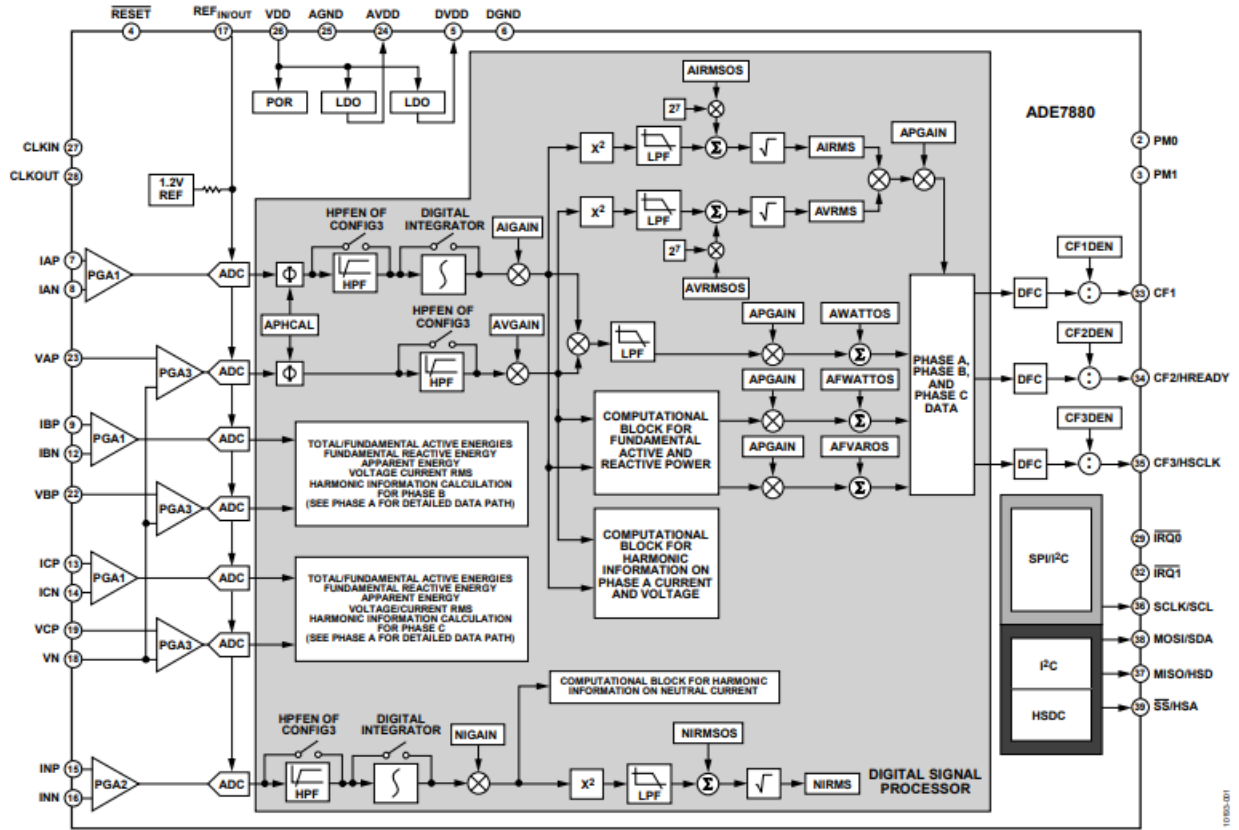 RESET
REFIN/OUT
VDD
AGND
AVDD
DVDD
DGND
4
17
26
25
24
5
6
POR
LDO
LDO
AIRMSOS
2⁷
ADE7880
APGAIN
X²
LPF
Σ
√
AIRMS
CLKIN
27
CLKOUT
28
1.2V
REF
2
PM0
3
PM1
X²
LPF
Σ
√
AVRMS
2⁷
AVRMSOS
HPFEN OF
CONFIG3
DIGITAL
INTEGRATOR
AIGAIN
IAP
7
IAN
8
PGA1
ADC
Φ
HPF
∫
CF1DEN
DFC
:
33
CF1
APHCAL
HPFEN OF
CONFIG3
AVGAIN
VAP
23
PGA3
ADC
Φ
HPF
LPF
APGAIN
AWATTOS
Σ
PHASE A,
PHASE B,
AND
PHASE C
DATA
CF2DEN
DFC
:
34
CF2/HREADY
APGAIN
AFWATTOS
Σ
COMPUTATIONAL
BLOCK FOR
FUNDAMENTAL
ACTIVE AND
REACTIVE POWER
APGAIN
AFVAROS
Σ
CF3DEN
DFC
:
35
CF3/HSCLK
IBP
9
IBN
12
PGA1
ADC
VBP
22
PGA3
ADC
TOTAL/FUNDAMENTAL ACTIVE ENERGIES
FUNDAMENTAL REACTIVE ENERGY
APPARENT ENERGY
VOLTAGE CURRENT RMS
HARMONIC INFORMATION CALCULATION
FOR PHASE B
(SEE PHASE A FOR DETAILED DATA PATH)
COMPUTATIONAL
BLOCK FOR
HARMONIC
INFORMATION ON
PHASE A CURRENT
AND VOLTAGE
ICP
13
ICN
14
PGA1
ADC
VCP
19
VN
18
PGA3
ADC
TOTAL/FUNDAMENTAL ACTIVE ENERGIES
FUNDAMENTAL REACTIVE ENERGY
APPARENT ENERGY
VOLTAGE/CURRENT RMS
HARMONIC INFORMATION CALCULATION
FOR PHASE C
(SEE PHASE A FOR DETAILED DATA PATH)
SPI/I²C
29
IRQ0
32
IRQ1
36
SCLK/SCL
38
MOSI/SDA
I²C
37
MISO/HSD
HSDC
39
SS/HSA
COMPUTATIONAL BLOCK FOR HARMONIC
INFORMATION ON NEUTRAL CURRENT
HPFEN OF
CONFIG3
DIGITAL
INTEGRATOR
NIGAIN
NIRMSOS
INP
15
INN
16
PGA2
ADC
HPF
∫
X²
LPF
Σ
√
NIRMS
DIGITAL SIGNAL
PROCESSOR
10193-001